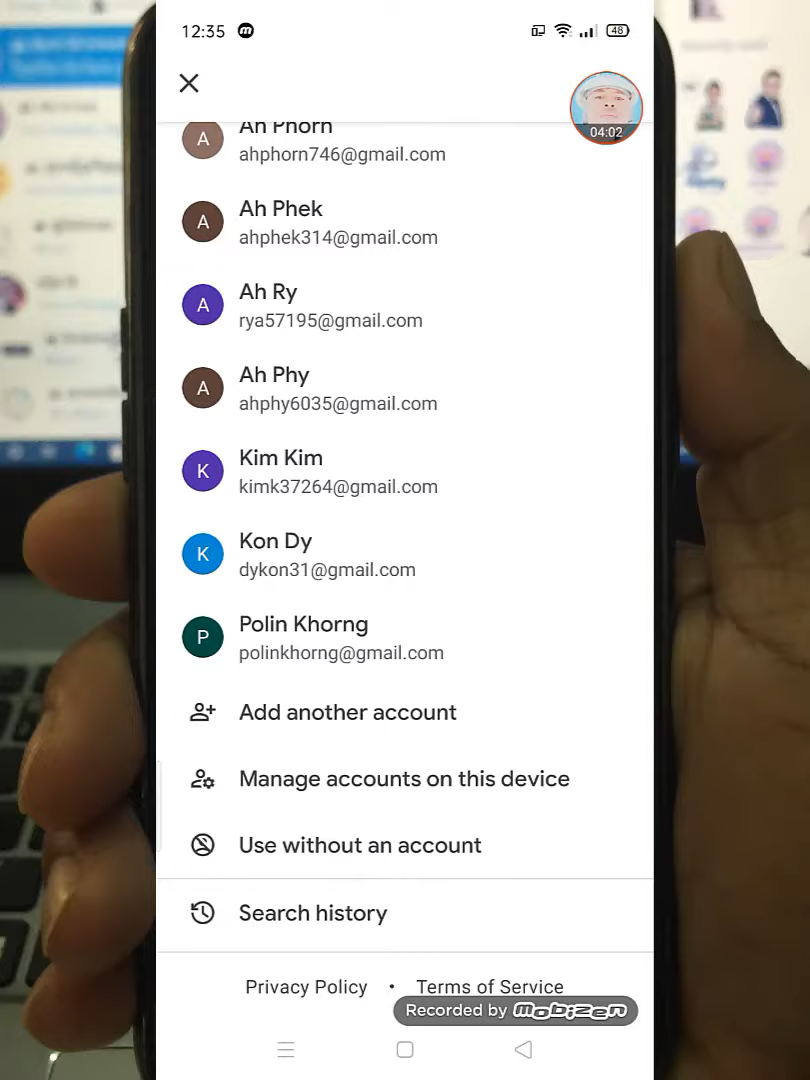 12:35
48
04:02
Ah Phorn
A
ahphorn746@gmail.com
Ah Phek
A
ahphek314@gmail.com
Ah Ry
A
rya57195@gmail.com
Ah Phy
A
ahphy6035@gmail.com
Kim Kim
K
kimk37264@gmail.com
Kon Dy
K
dykon31@gmail.com
Polin Khorng
P
polinkhorng@gmail.com
Add another account
Manage accounts on this device
Use without an account
Search history
Privacy Policy • Terms of Service
Recorded by mobizen